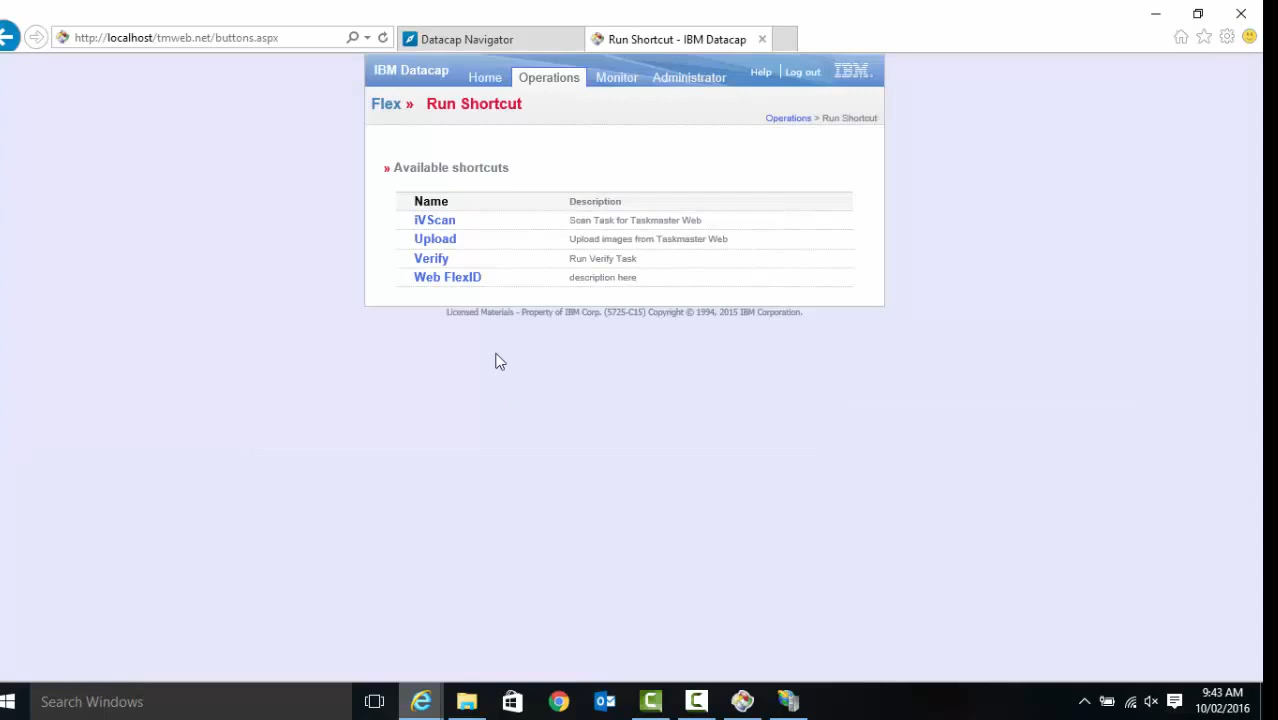 http://localhost/tmweb.net/buttons.aspx
Datacap Navigator
Run Shortcut - IBM Datacap
IBM Datacap
Home
Operations
Monitor
Administrator
Help
Log out
IBM.
Flex » Run Shortcut
Operations > Run Shortcut
» Available shortcuts
Name Description
iVScan Scan Task for Taskmaster Web
Upload Upload images from Taskmaster Web
Verify Run Verify Task
Web FlexID description here
Licensed Materials - Property of IBM Corp. (5725-C15) Copyright © 1994, 2015 IBM Corporation.
Search Windows
9:43 AM
10/02/2016